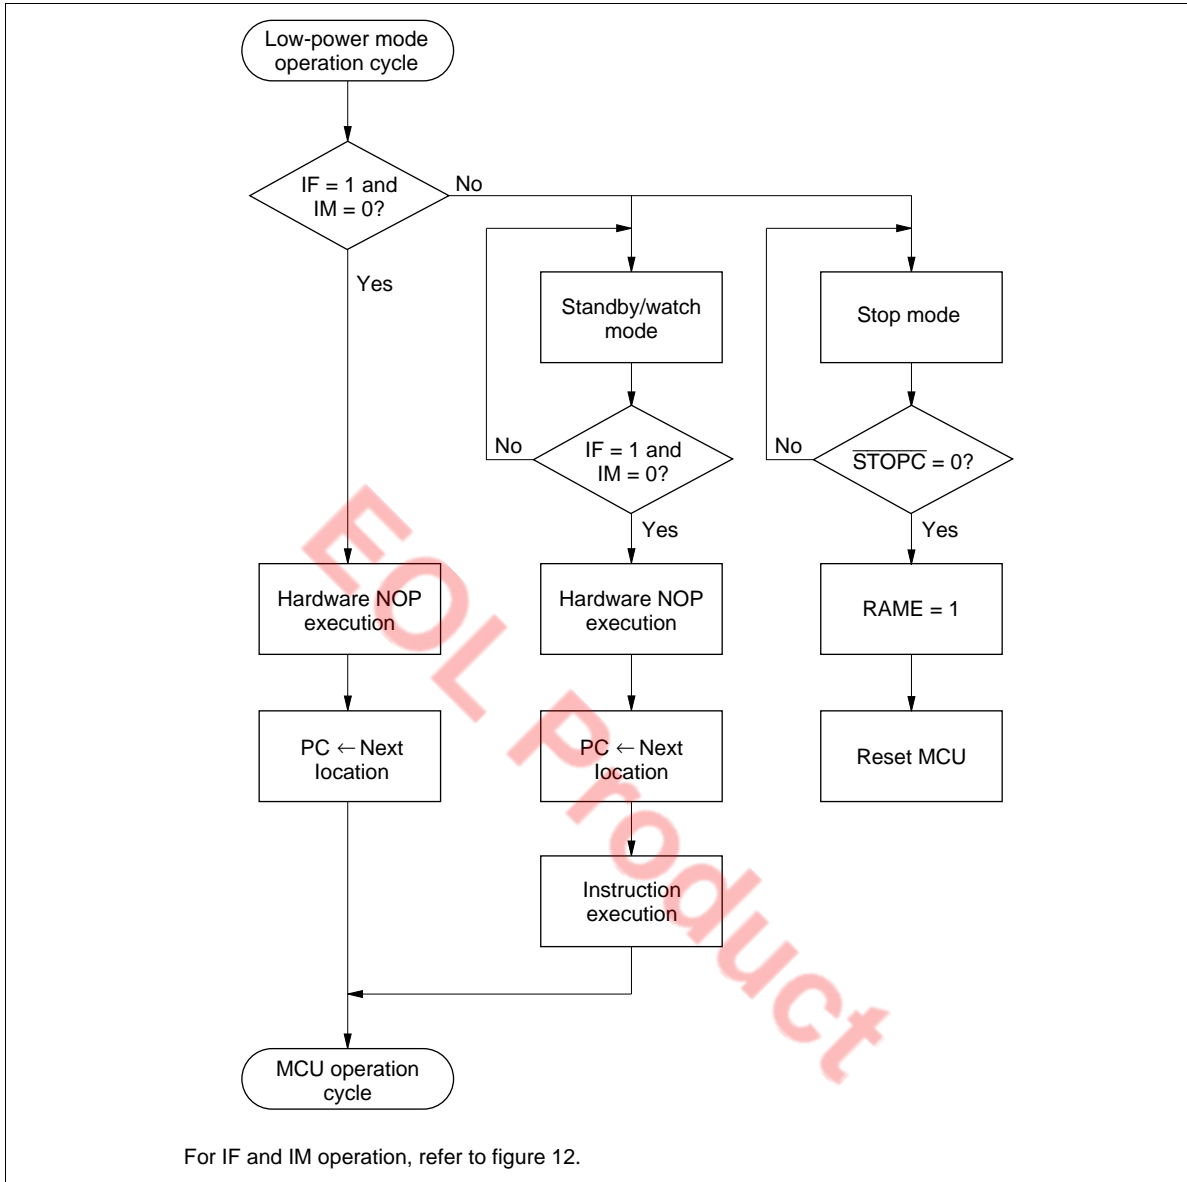 Low-power mode
operation cycle
IF = 1 and
IM = 0?
No
Yes
Standby/watch
mode
Stop mode
No
IF = 1 and
IM = 0?
No
S̅T̅O̅P̅C̅ = 0?
Yes
Yes
Hardware NOP
execution
Hardware NOP
execution
RAME = 1
PC ← Next
location
PC ← Next
location
Reset MCU
Instruction
execution
MCU operation
cycle
For IF and IM operation, refer to figure 12.
EOL Product